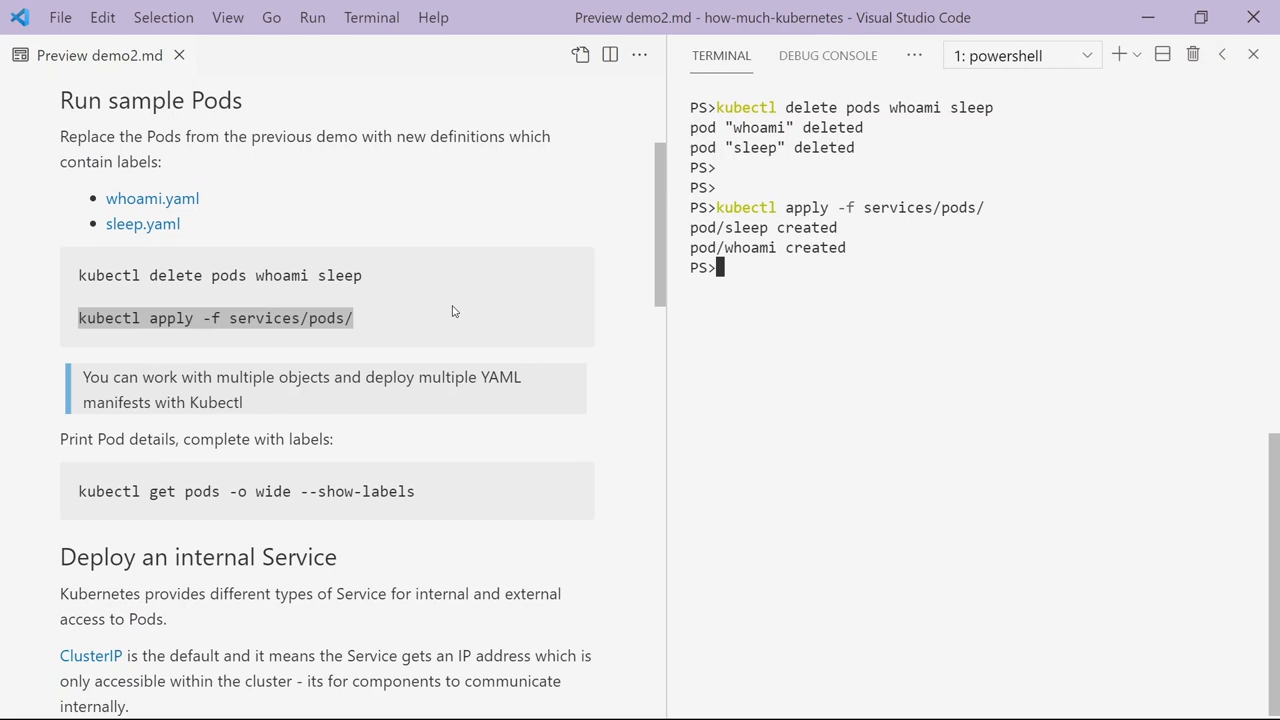 File Edit Selection View Go Run Terminal Help Preview demo2.md - how-much-kubernetes - Visual Studio Code
Preview demo2.md
Run sample Pods
Replace the Pods from the previous demo with new definitions which
contain labels:
whoami.yaml
sleep.yaml
kubectl delete pods whoami sleep
kubectl apply -f services/pods/
You can work with multiple objects and deploy multiple YAML
manifests with Kubectl
Print Pod details, complete with labels:
kubectl get pods -o wide --show-labels
Deploy an internal Service
Kubernetes provides different types of Service for internal and external
access to Pods.
ClusterIP is the default and it means the Service gets an IP address which is
only accessible within the cluster - its for components to communicate
internally.
TERMINAL DEBUG CONSOLE ··· 1: powershell
PS>kubectl delete pods whoami sleep
pod "whoami" deleted
pod "sleep" deleted
PS>
PS>
PS>kubectl apply -f services/pods/
pod/sleep created
pod/whoami created
PS>